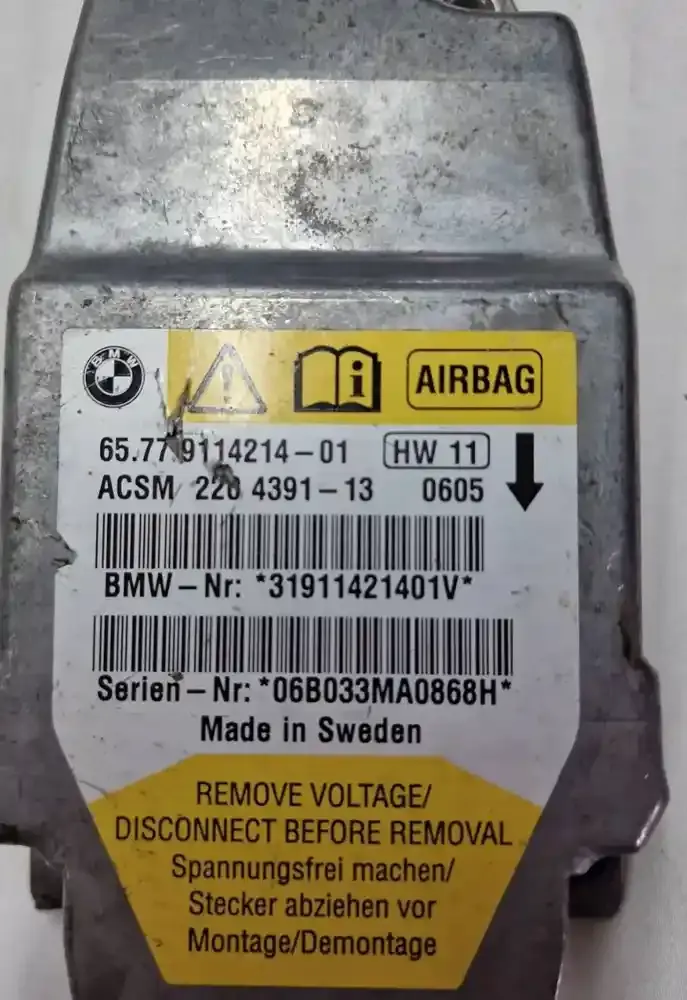 BMW
i AIRBAG
65.77 9114214-01 HW 11
ACSM 220 4391-13 0605
BMW-Nr: *31911421401V*
Serien-Nr: *06B033MA0868H*
Made in Sweden
REMOVE VOLTAGE/
DISCONNECT BEFORE REMOVAL
Spannungsfrei machen/
Stecker abziehen vor
Montage/Demontage